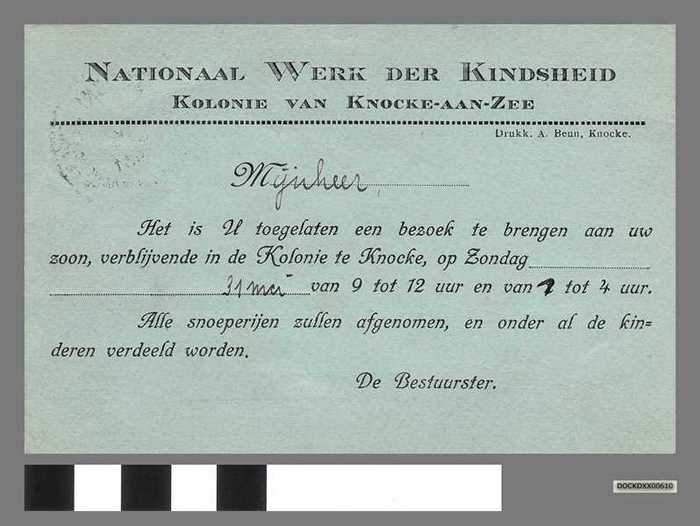 NATIONAAL WERK DER KINDSHEID
KOLONIE VAN KNOCKE-AAN-ZEE
Drukk. A. Beun, Knocke.
Mijnheer,
Het is U toegelaten een bezoek te brengen aan uw
zoon, verblijvende in de Kolonie te Knocke, op Zondag
31 mei van 9 tot 12 uur en van 2 tot 4 uur.
Alle snoeperijen zullen afgenomen, en onder al de kin=
deren verdeeld worden.
De Bestuurster.
DOCKDXX00610